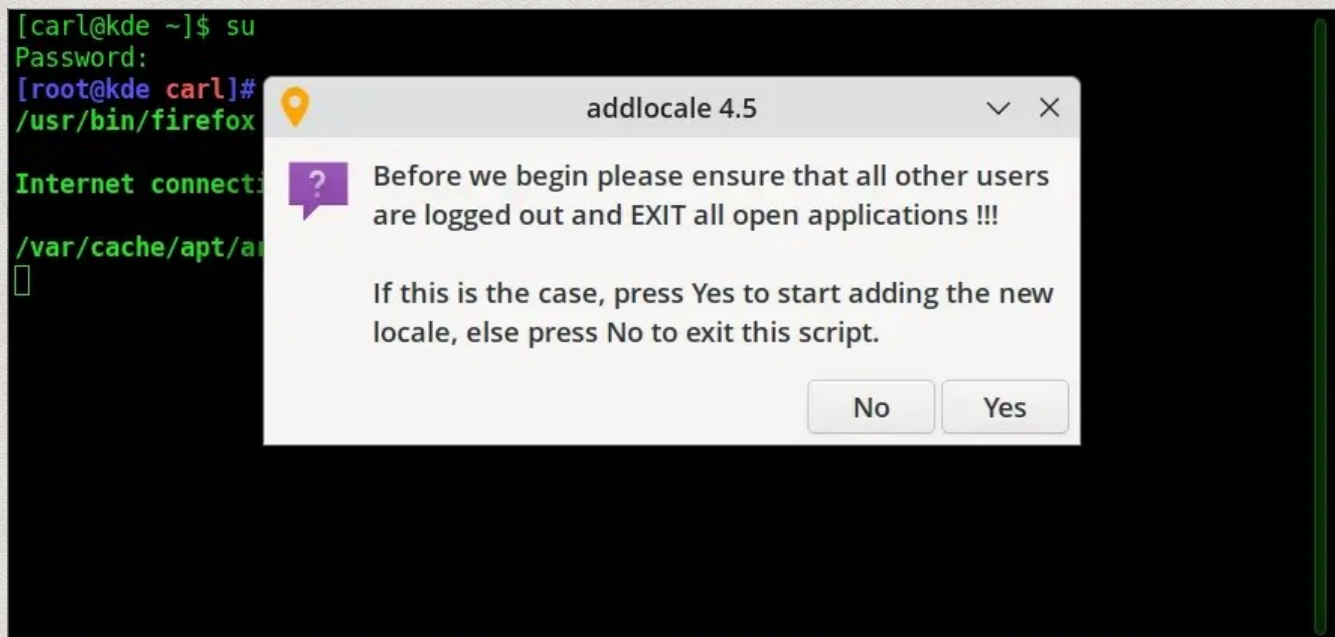 [carl@kde ~]$ su
Password:
[root@kde carl]#
/usr/bin/firefox
Internet
/var/cache/apt/
addlocale 4.5
?
Before we begin please ensure that all other users
are logged out and EXIT all open applications !!!
If this is the case, press Yes to start adding the new
locale, else press No to exit this script.
No
Yes